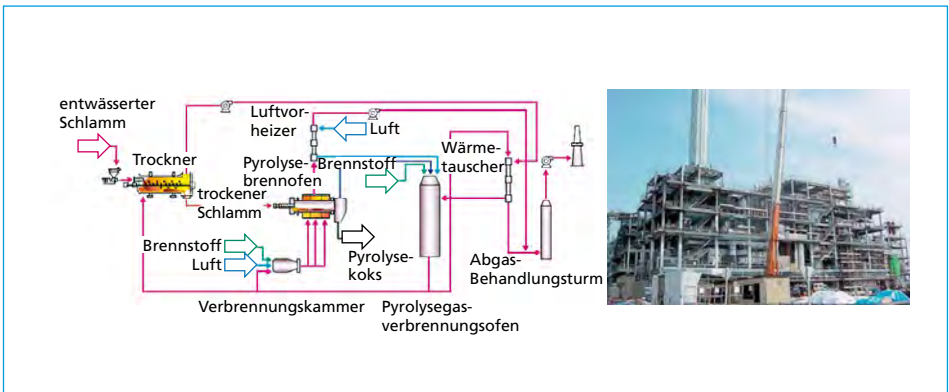 entwässerter
Schlamm
Trockner
trockener
Schlamm
Luftvor-
heizer
Luft
Pyrolyse-
brennofen
Brennstoff
Wärme-
tauscher
Brennstoff
Luft
Pyrolyse-
koks
Abgas-
Behandlungsturm
Verbrennungskammer
Pyrolysegas-
verbrennungsofen